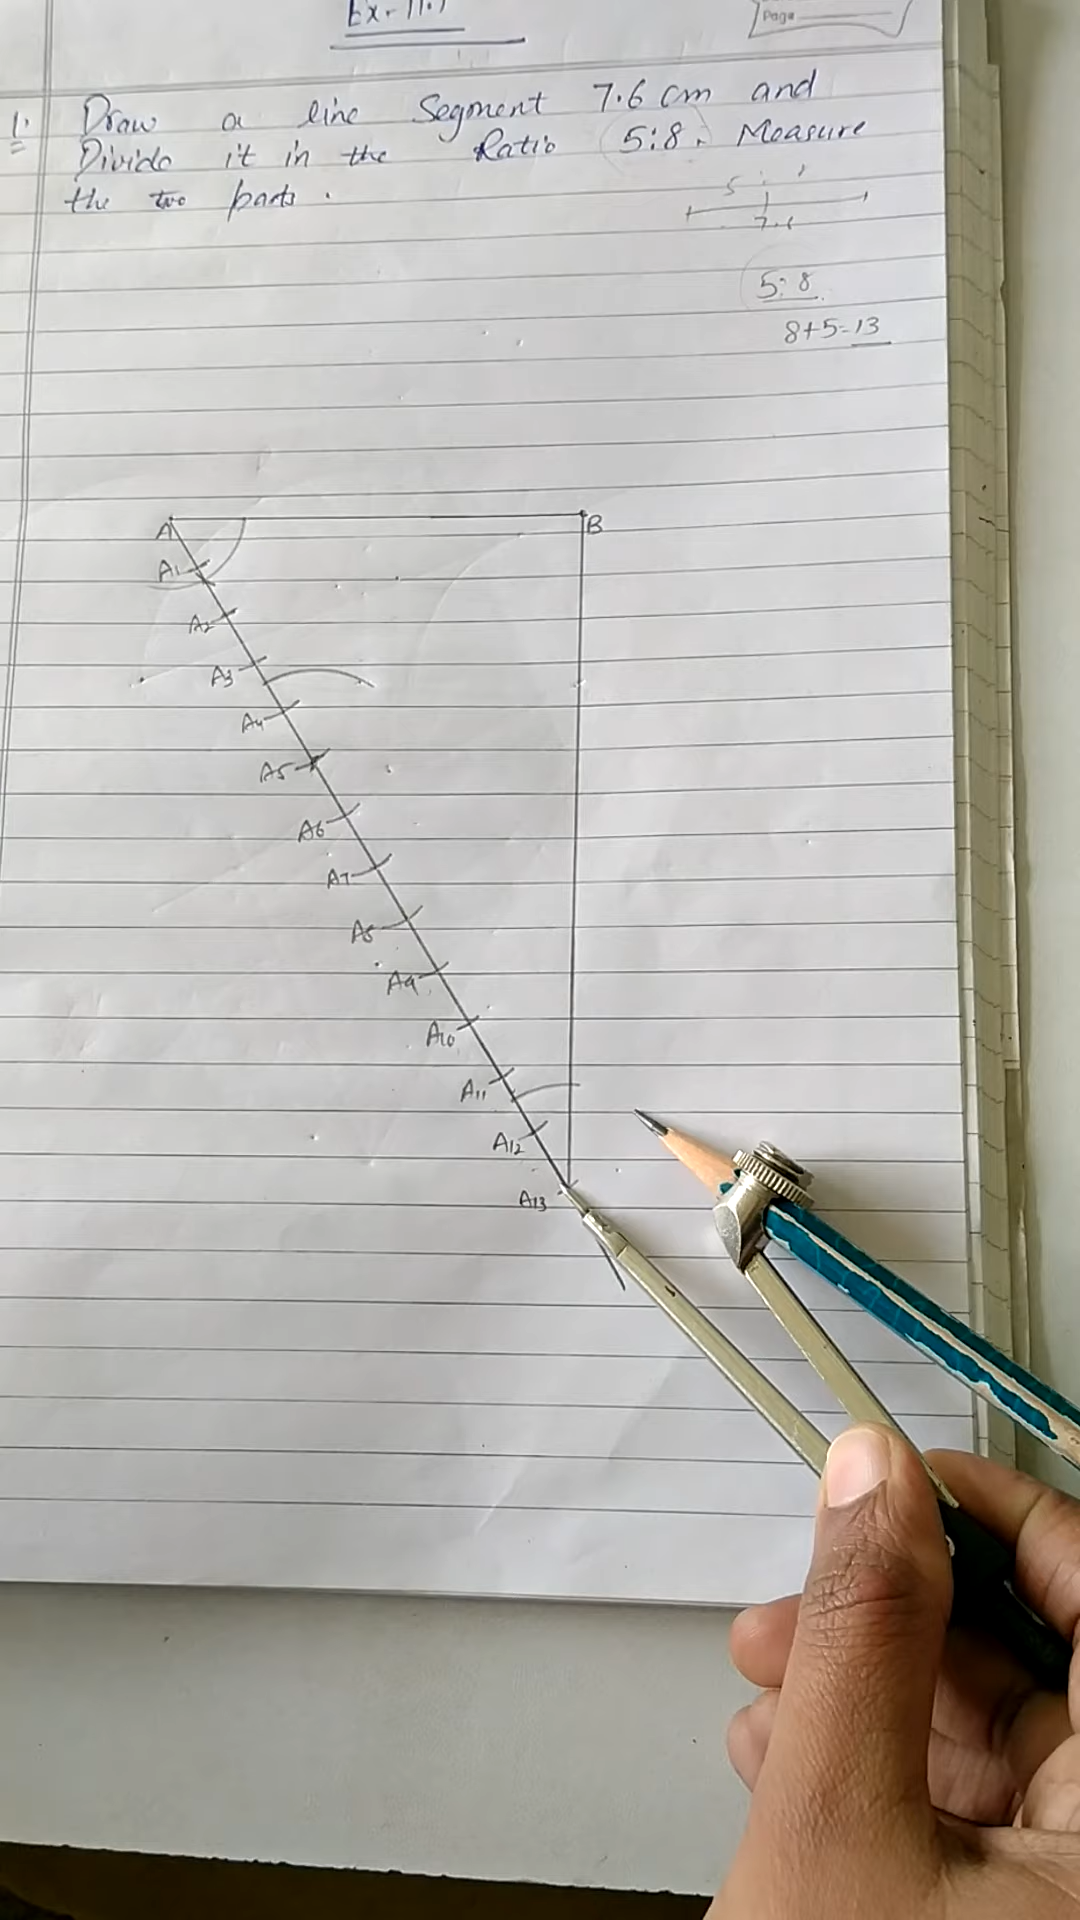 Ex- 11.1
Page
1. Draw a line Segment 7.6 cm and
Divide it in the Ratio 5:8. Measure
the two parts.
5 :
7.6
5:8
8+5=13
A
B
A1
A2
A3
A4
A5
A6
A7
A8
A9
A10
A11
A12
A13